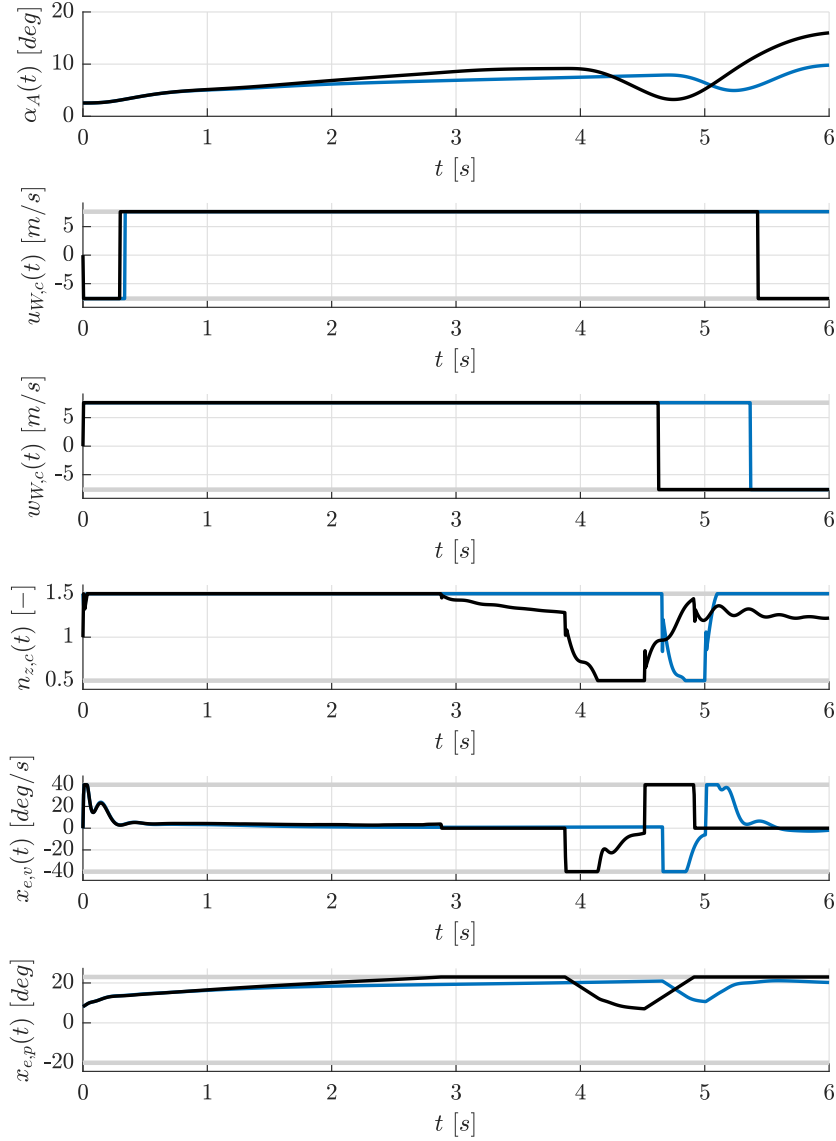 20
10
0
α_A(t) [deg]
0 1 2 3 4 5 6
t [s]
5
0
-5
u_{W,c}(t) [m/s]
0 1 2 3 4 5 6
t [s]
5
0
-5
w_{W,c}(t) [m/s]
0 1 2 3 4 5 6
t [s]
1.5
1
0.5
n_{z,c}(t) [−]
0 1 2 3 4 5 6
t [s]
40
20
0
-20
-40
x_{e,v}(t) [deg/s]
0 1 2 3 4 5 6
t [s]
20
0
-20
x_{e,p}(t) [deg]
0 1 2 3 4 5 6
t [s]